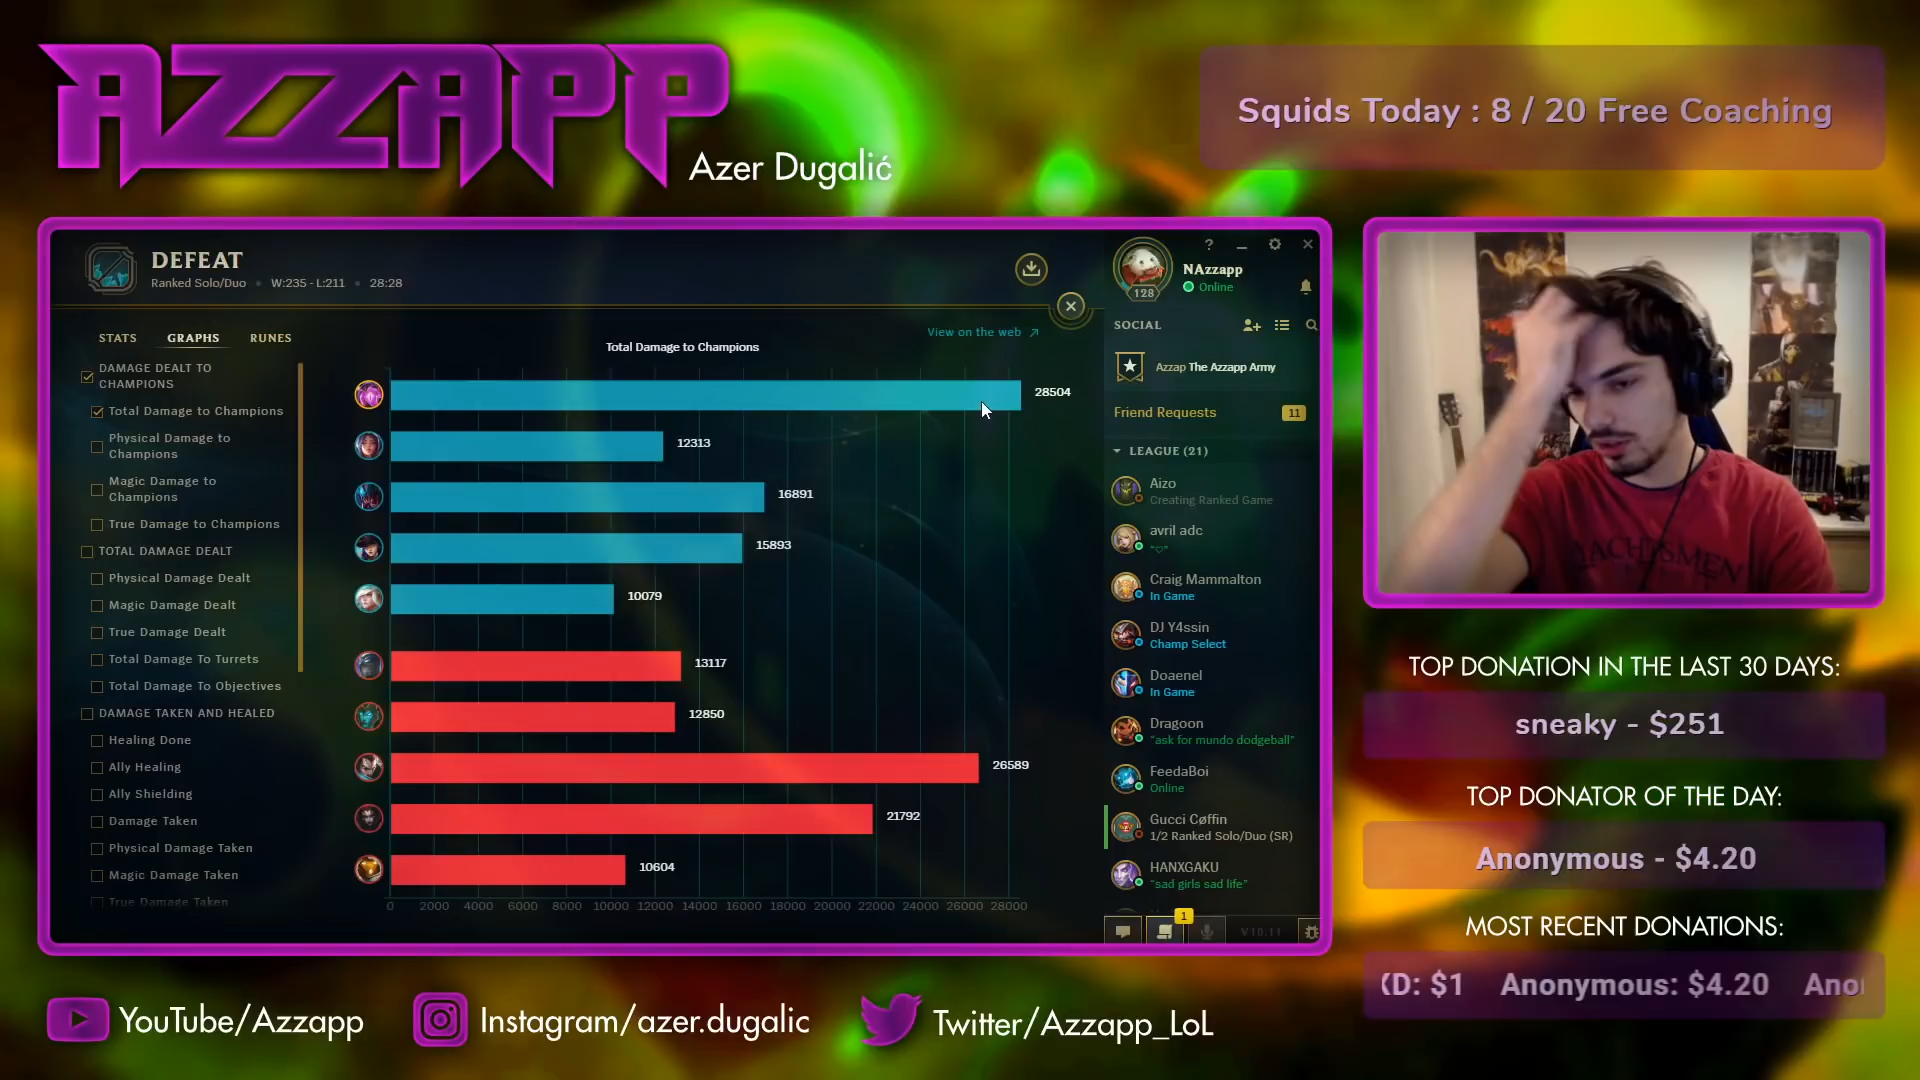 AZZAPP
Azer Dugalić
Squids Today : 8 / 20 Free Coaching
DEFEAT
Ranked Solo/Duo • W:235 - L:211 • 28:28
STATS GRAPHS RUNES
View on the web
Total Damage to Champions
DAMAGE DEALT TO
CHAMPIONS
Total Damage to Champions
Physical Damage to
Champions
Magic Damage to
Champions
True Damage to Champions
TOTAL DAMAGE DEALT
Physical Damage Dealt
Magic Damage Dealt
True Damage Dealt
Total Damage To Turrets
Total Damage To Objectives
DAMAGE TAKEN AND HEALED
Healing Done
Ally Healing
Ally Shielding
Damage Taken
Physical Damage Taken
Magic Damage Taken
True Damage Taken
28504
12313
16891
15893
10079
13117
12850
26589
21792
10604
0 2000 4000 6000 8000 10000 12000 14000 16000 18000 20000 22000 24000 26000 28000
?
128
NAzzapp
Online
SOCIAL
Azzap The Azzapp Army
Friend Requests 11
LEAGUE (21)
Aizo
Creating Ranked Game
avril adc
"♡"
Craig Mammalton
In Game
DJ Y4ssin
Champ Select
Doaenel
In Game
Dragoon
"ask for mundo dodgeball"
FeedaBoi
Online
Gucci Cøffin
1/2 Ranked Solo/Duo (SR)
HANXGAKU
"sad girls sad life"
1
V10.11
TOP DONATION IN THE LAST 30 DAYS:
sneaky - $251
TOP DONATOR OF THE DAY:
Anonymous - $4.20
MOST RECENT DONATIONS:
D: $1 Anonymous: $4.20
YouTube/Azzapp
Instagram/azer.dugalic
Twitter/Azzapp_LoL